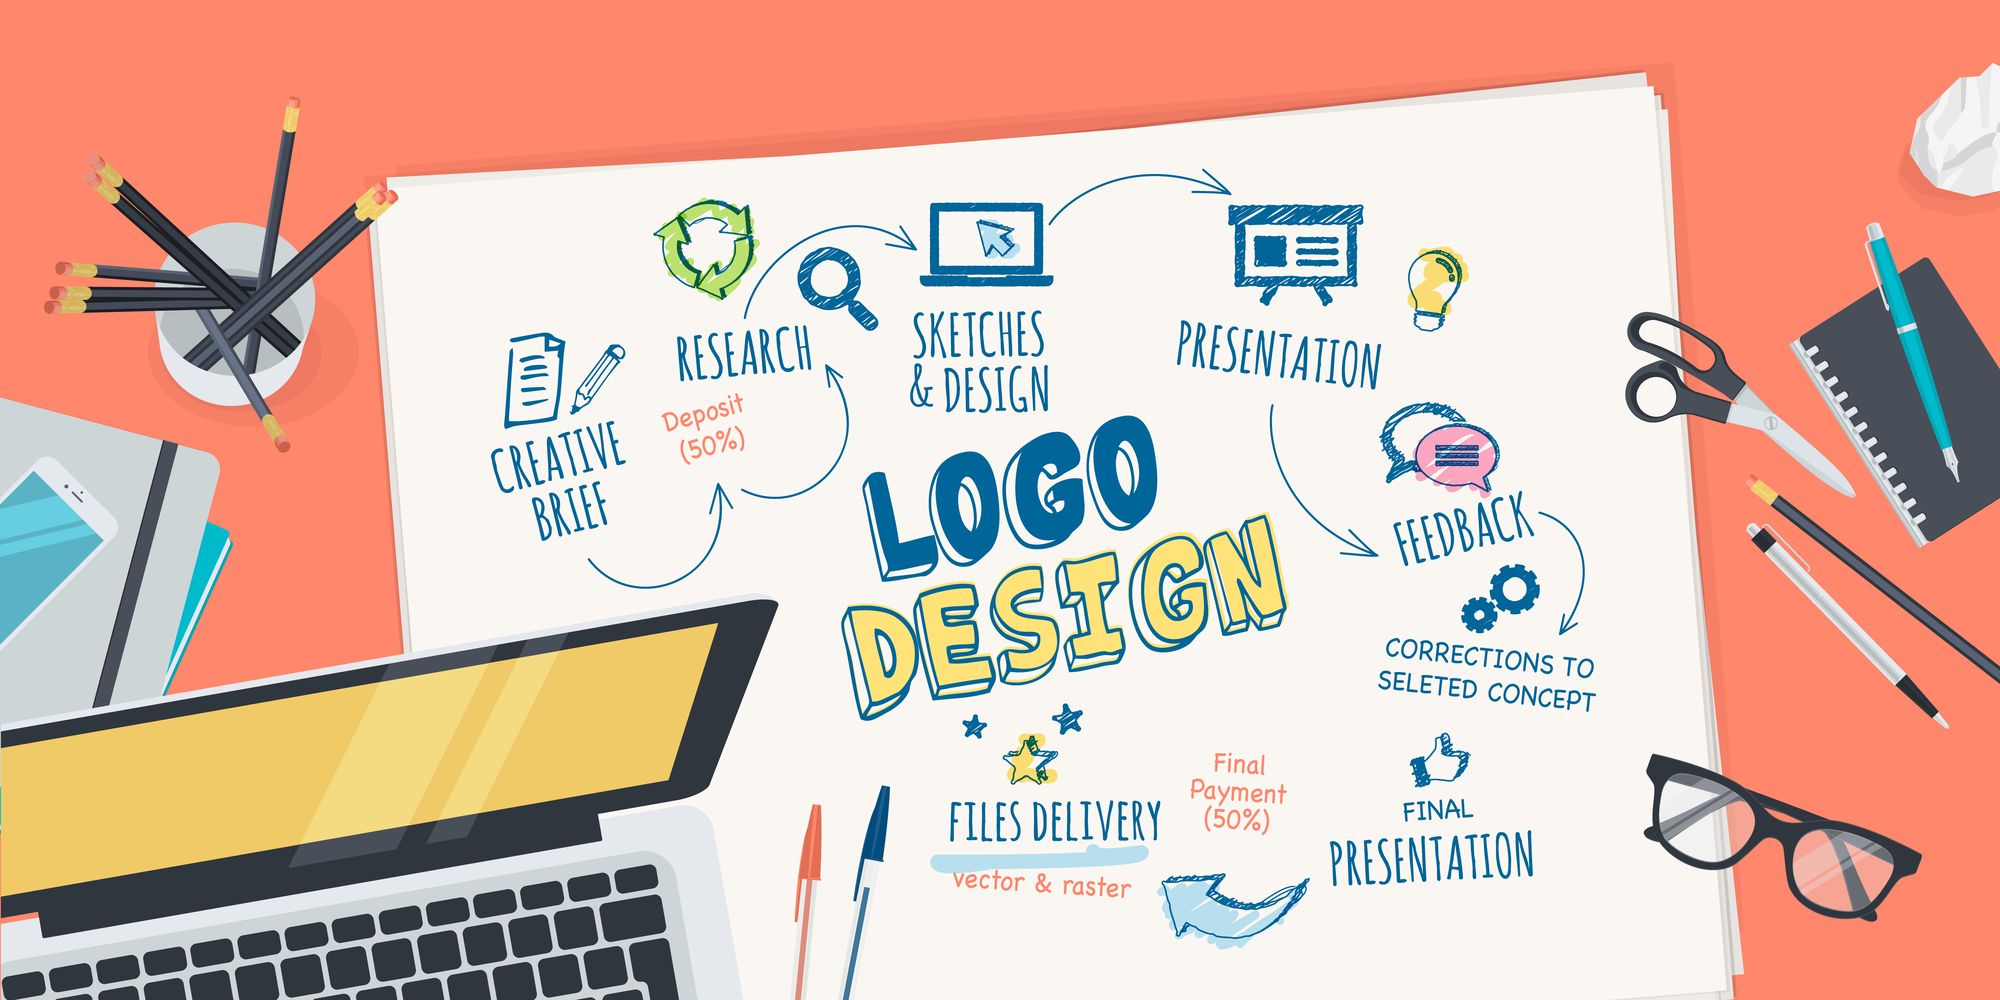 CREATIVE
BRIEF
Deposit
(50%)
RESEARCH
SKETCHES
& DESIGN
PRESENTATION
FEEDBACK
CORRECTIONS TO
SELETED CONCEPT
FINAL
PRESENTATION
Final
Payment
(50%)
FILES DELIVERY
vector & raster
LOGO
DESIGN